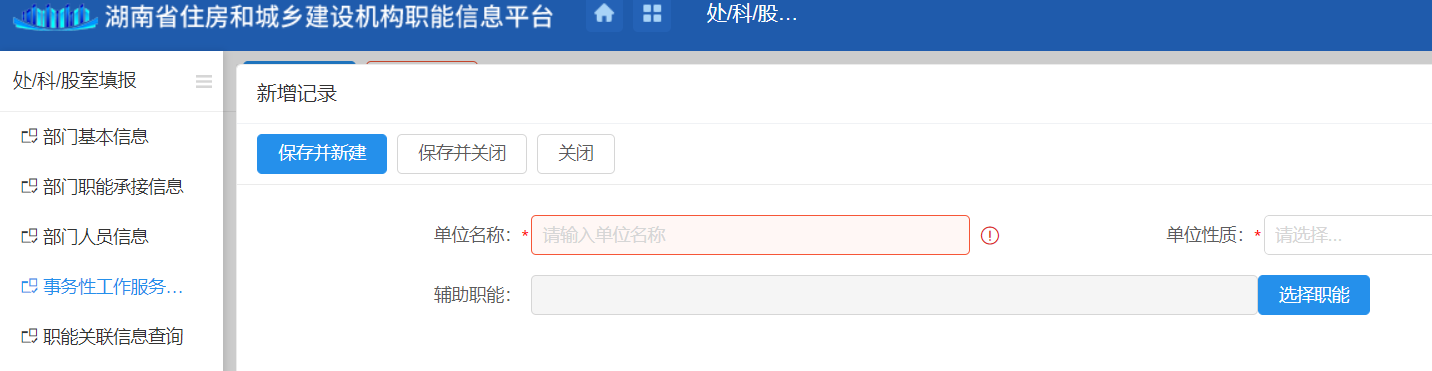 湖南省住房和城乡建设机构职能信息平台
处/科/股...
处/科/股室填报
部门基本信息
部门职能承接信息
部门人员信息
事务性工作服务...
职能关联信息查询
新增记录
保存并新建
保存并关闭
关闭
单位名称：* 请输入单位名称
单位性质：* 请选择...
辅助职能：
选择职能